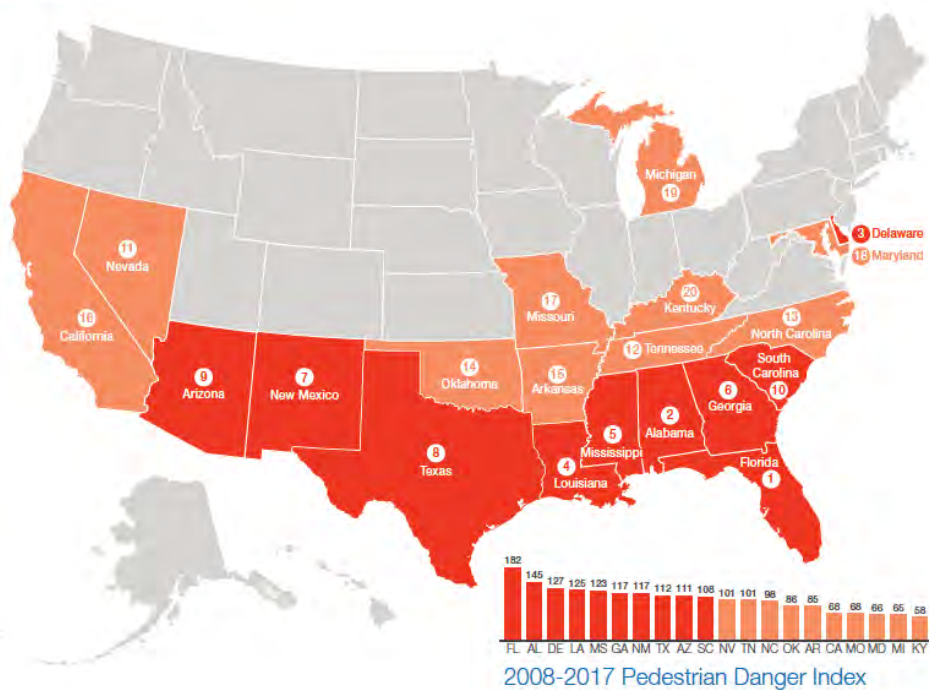 Michigan
19
3 Delaware
18 Maryland
11
Nevada
17
Missouri
20
Kentucky
16
California
13
North Carolina
12 Tennessee
14
Oklahoma
15
Arkansas
South
Carolina
10
9
Arizona
7
New Mexico
6
Georgia
2
Alabama
5
Mississippi
8
Texas
4
Louisiana
Florida
1
182 145 127 125 123 117 117 112 111 108 101 101 98 86 85 68 68 66 65 58
FL AL DE LA MS GA NM TX AZ SC NV TN NC OK AR CA MO MD MI KY
2008-2017 Pedestrian Danger Index